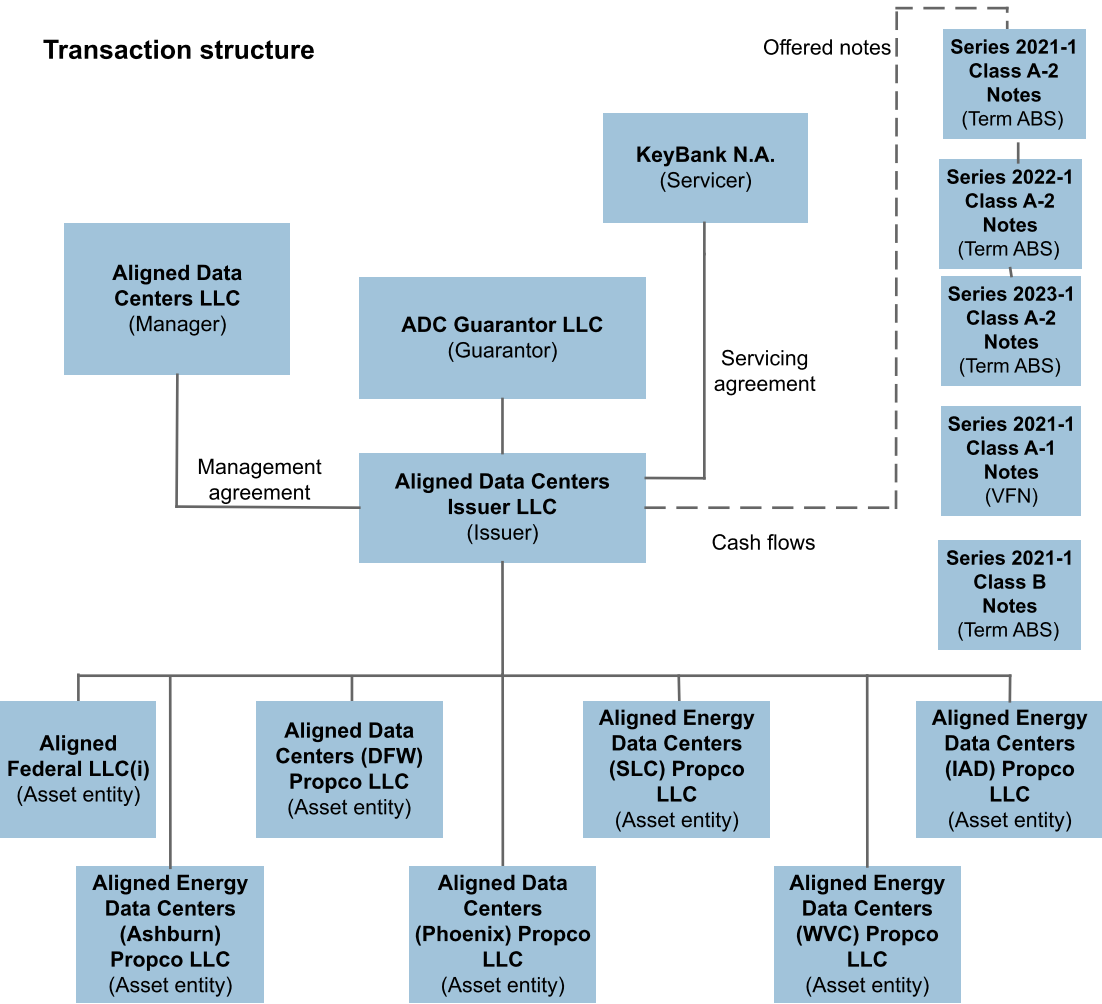 Transaction structure
Offered notes
Series 2021-1
Class A-2
Notes
(Term ABS)
KeyBank N.A.
(Servicer)
Series 2022-1
Class A-2
Notes
(Term ABS)
Aligned Data
Centers LLC
(Manager)
ADC Guarantor LLC
(Guarantor)
Series 2023-1
Class A-2
Notes
(Term ABS)
Servicing
agreement
Management
agreement
Aligned Data Centers
Issuer LLC
(Issuer)
Series 2021-1
Class A-1
Notes
(VFN)
Cash flows
Series 2021-1
Class B
Notes
(Term ABS)
Aligned
Federal LLC(i)
(Asset entity)
Aligned Data
Centers (DFW)
Propco LLC
(Asset entity)
Aligned Energy
Data Centers
(SLC) Propco
LLC
(Asset entity)
Aligned Energy
Data Centers
(IAD) Propco
LLC
(Asset entity)
Aligned Energy
Data Centers
(Ashburn)
Propco LLC
(Asset entity)
Aligned Data
Centers
(Phoenix) Propco
LLC
(Asset entity)
Aligned Energy
Data Centers
(WVC) Propco
LLC
(Asset entity)